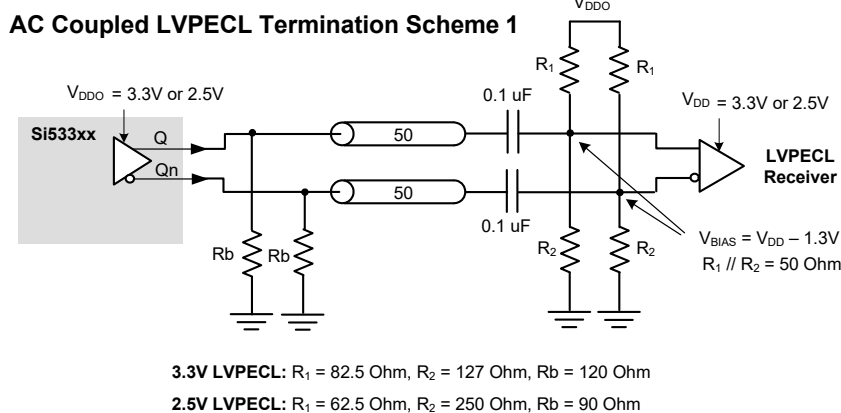 AC Coupled LVPECL Termination Scheme 1
VDDO
R1
R1
VDDO = 3.3V or 2.5V
0.1 uF
VDD = 3.3V or 2.5V
Si533xx
Q
50
LVPECL
Receiver
Qn
50
0.1 uF
Rb
Rb
R2
R2
VBIAS = VDD – 1.3V
R1 // R2 = 50 Ohm
3.3V LVPECL: R1 = 82.5 Ohm, R2 = 127 Ohm, Rb = 120 Ohm
2.5V LVPECL: R1 = 62.5 Ohm, R2 = 250 Ohm, Rb = 90 Ohm